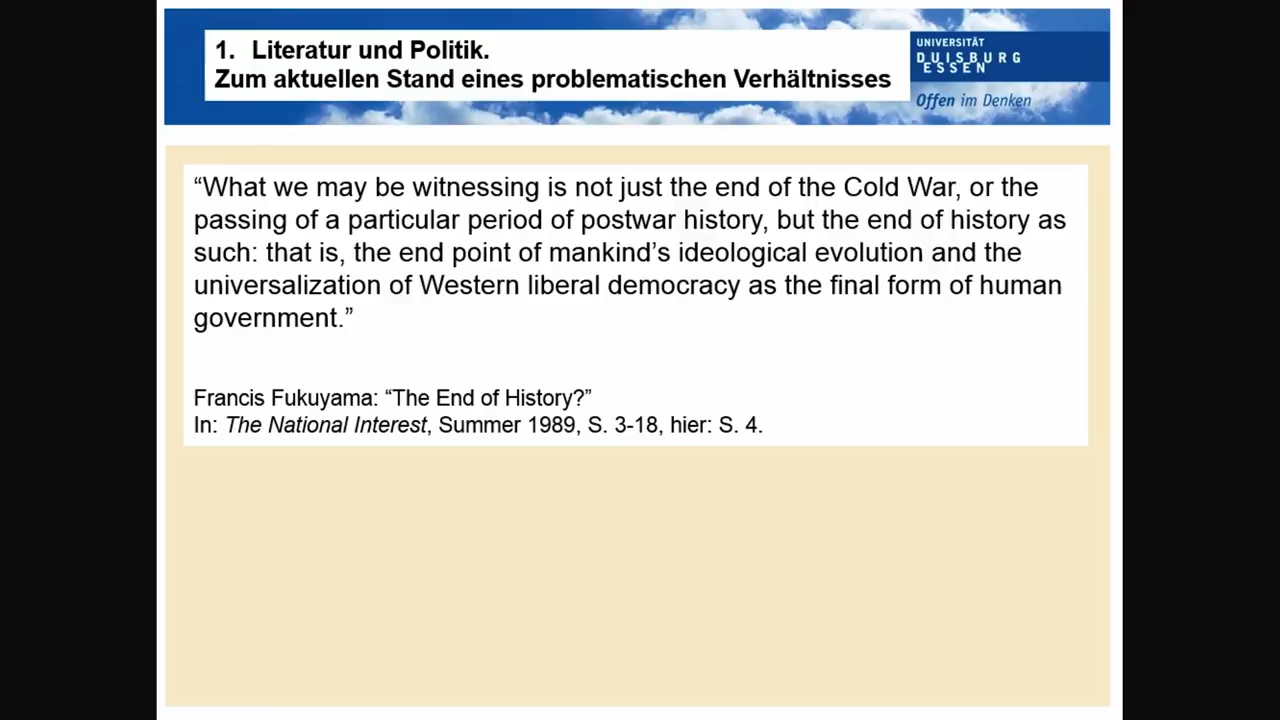 1. Literatur und Politik.
Zum aktuellen Stand eines problematischen Verhältnisses
UNIVERSITÄT
DUISBURG
ESSEN
Offen im Denken
“What we may be witnessing is not just the end of the Cold War, or the
passing of a particular period of postwar history, but the end of history as
such: that is, the end point of mankind’s ideological evolution and the
universalization of Western liberal democracy as the final form of human
government.”
Francis Fukuyama: “The End of History?”
In: The National Interest, Summer 1989, S. 3-18, hier: S. 4.